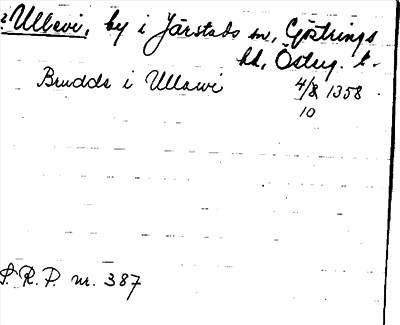 Ullevi, by i Järstads sn, Göstrings
hd, Österg. l.
Brudde i Ullawi 4/8 1358
10
S. R. P. nr. 387